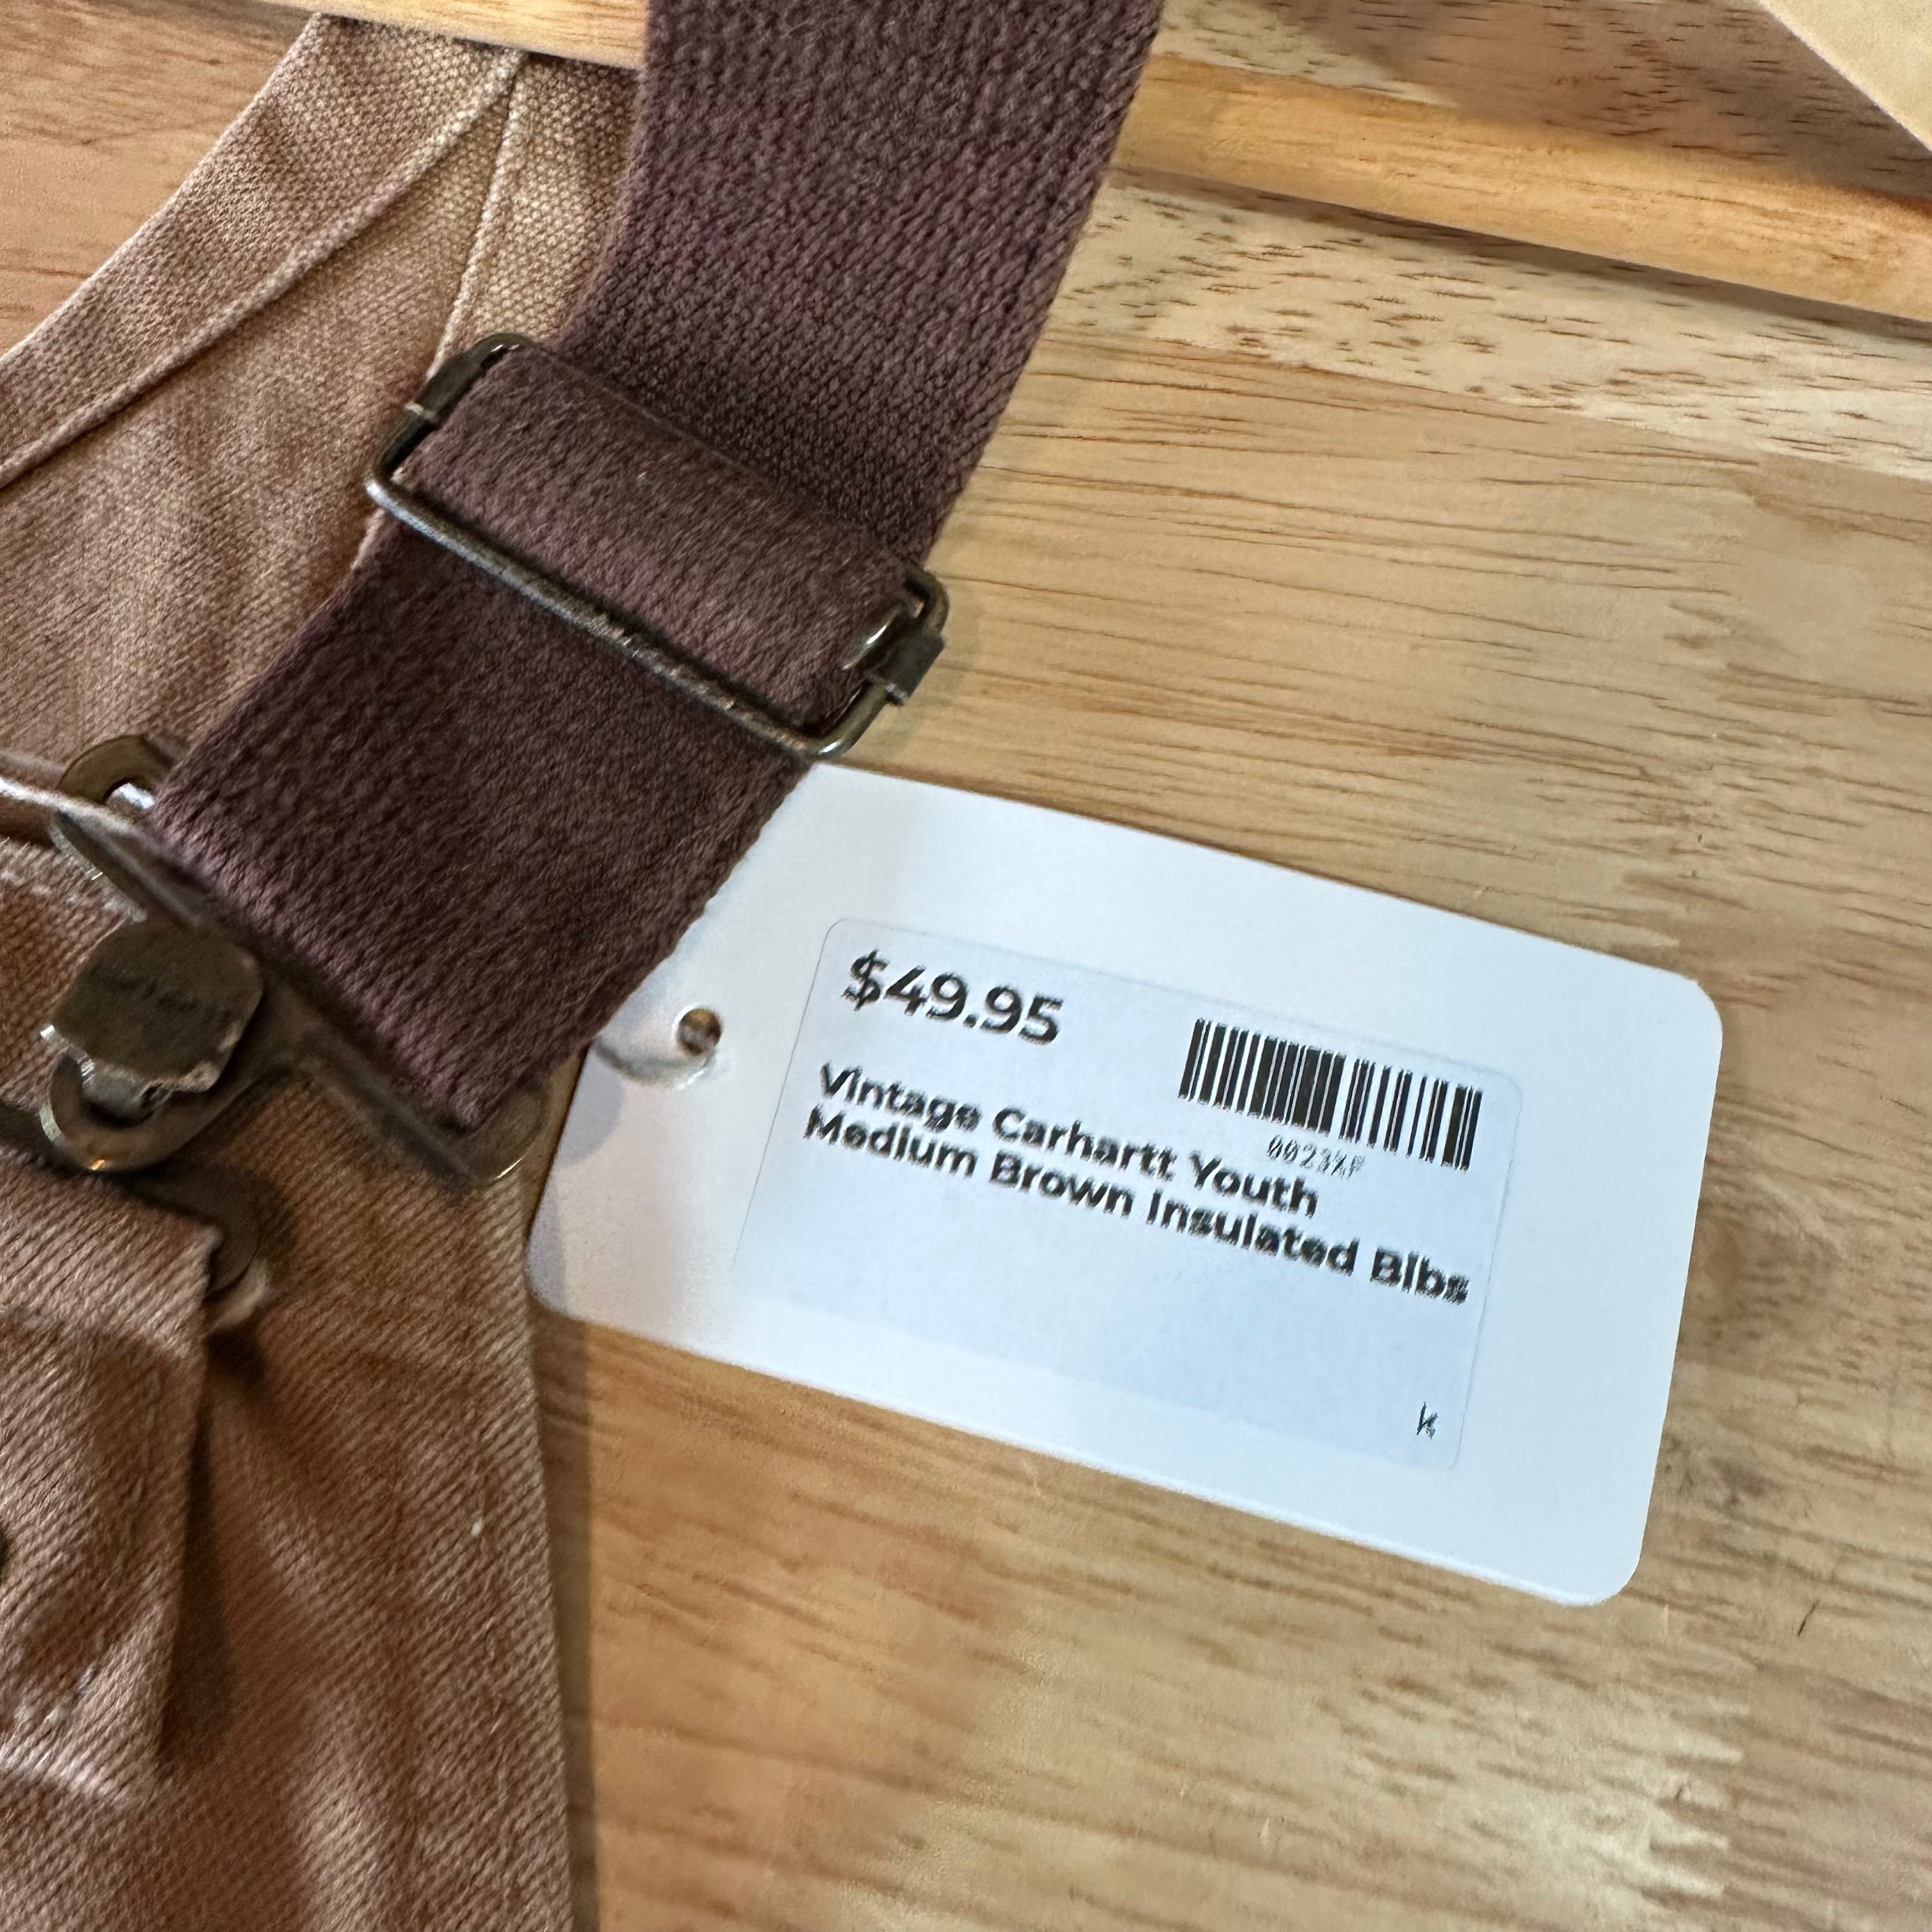 $49.95
Vintage Carhartt Youth
Medium Brown Insulated Bibs
k